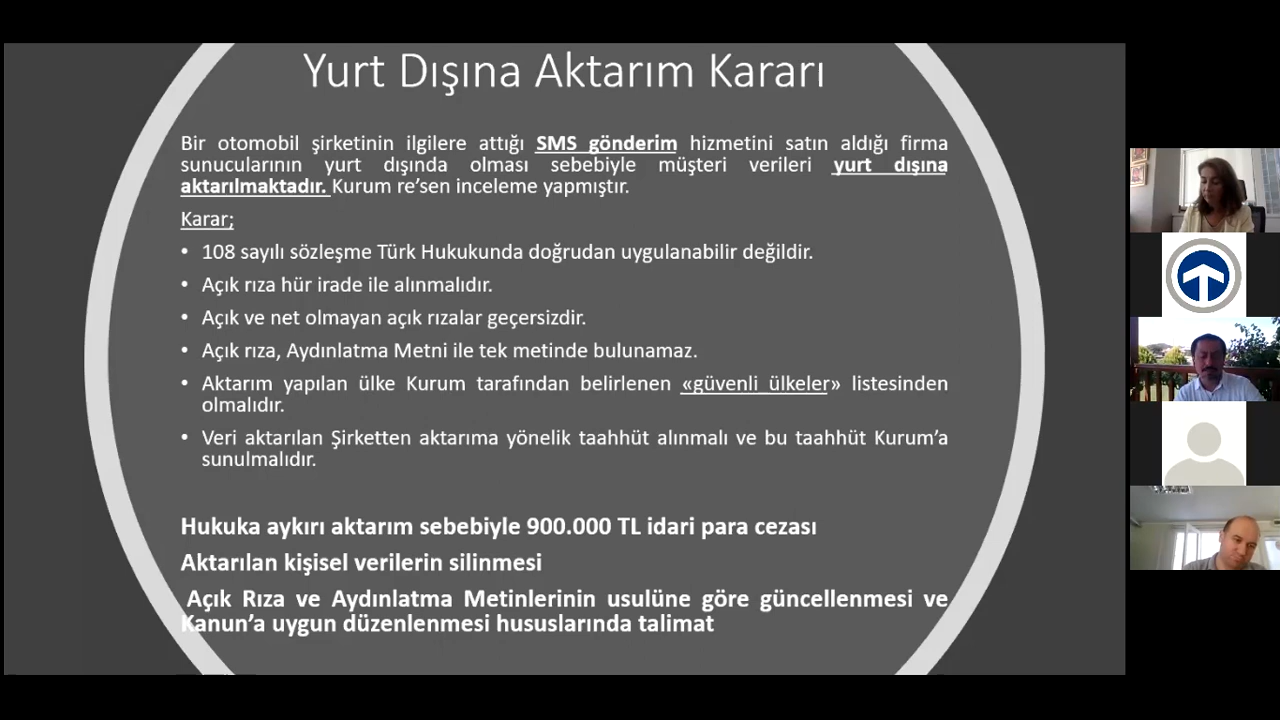 Yurt Dışına Aktarım Kararı
Bir otomobil şirketinin ilgilere attığı SMS gönderim hizmetini satın aldığı firma
sunucularının yurt dışında olması sebebiyle müşteri verileri yurt dışına
aktarılmaktadır. Kurum re’sen inceleme yapmıştır.
Karar;
• 108 sayılı sözleşme Türk Hukukunda doğrudan uygulanabilir değildir.
• Açık rıza hür irade ile alınmalıdır.
• Açık ve net olmayan açık rızalar geçersizdir.
• Açık rıza, Aydınlatma Metni ile tek metinde bulunamaz.
• Aktarım yapılan ülke Kurum tarafından belirlenen «güvenli ülkeler» listesinden
olmalıdır.
• Veri aktarılan Şirketten aktarıma yönelik taahhüt alınmalı ve bu taahhüt Kurum’a
sunulmalıdır.
Hukuka aykırı aktarım sebebiyle 900.000 TL idari para cezası
Aktarılan kişisel verilerin silinmesi
Açık Rıza ve Aydınlatma Metinlerinin usulüne göre güncellenmesi ve
Kanun’a uygun düzenlenmesi hususlarında talimat